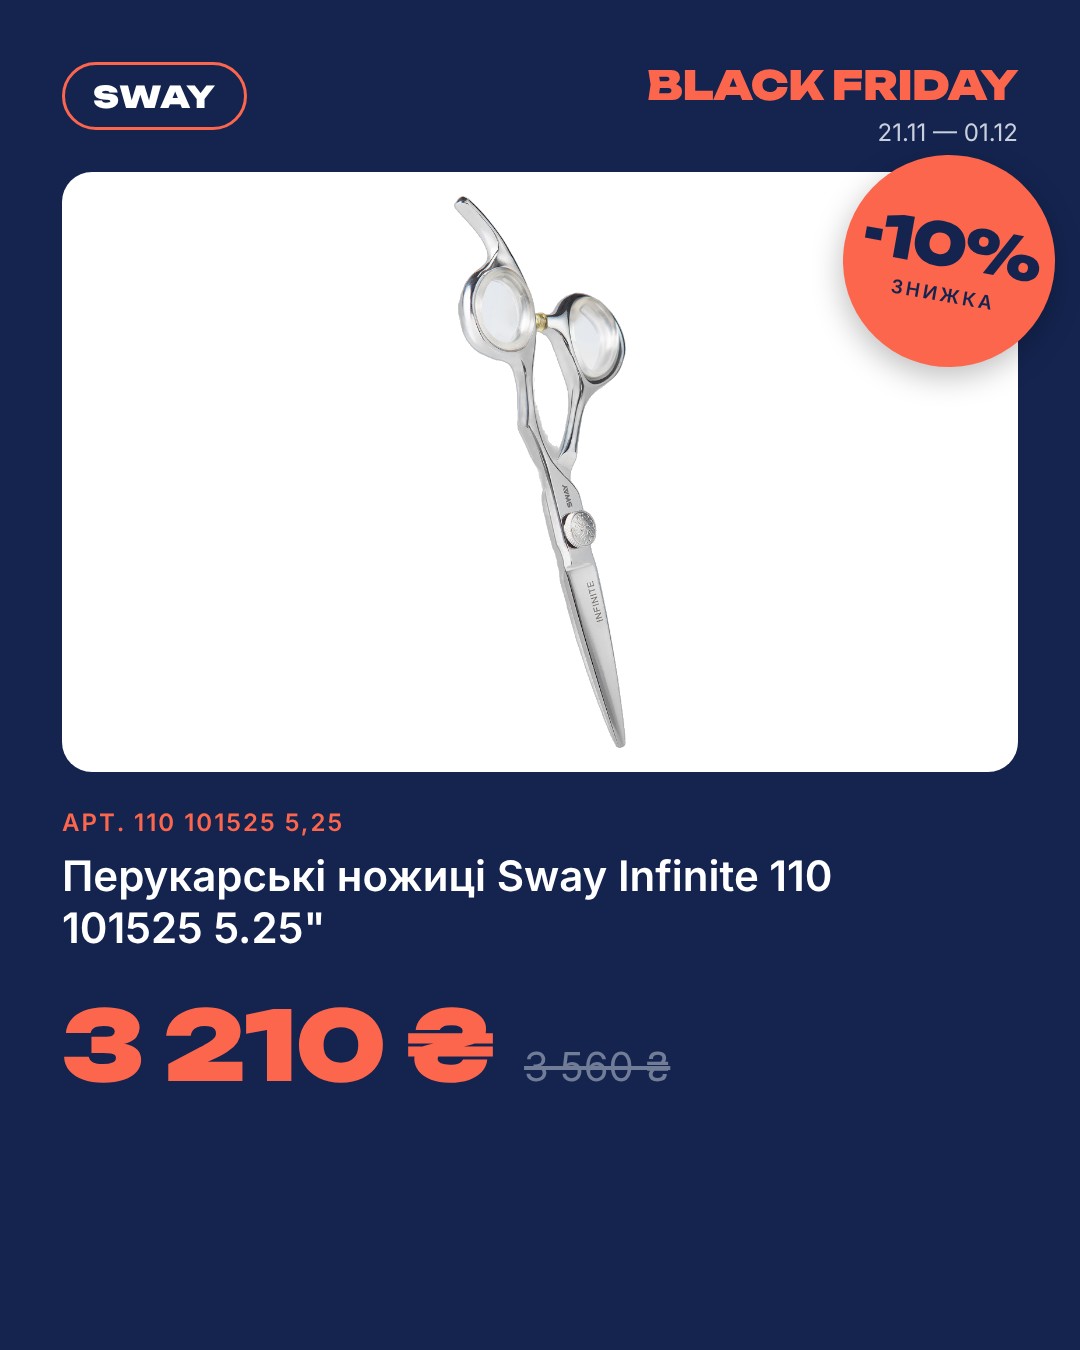 SWAY
BLACK FRIDAY
21.11 — 01.12
-10%
ЗНИЖКА
SWAY
INFINITE
АРТ. 110 101525 5,25
Перукарські ножиці Sway Infinite 110
101525 5.25"
3 210 ₴
3 560 ₴